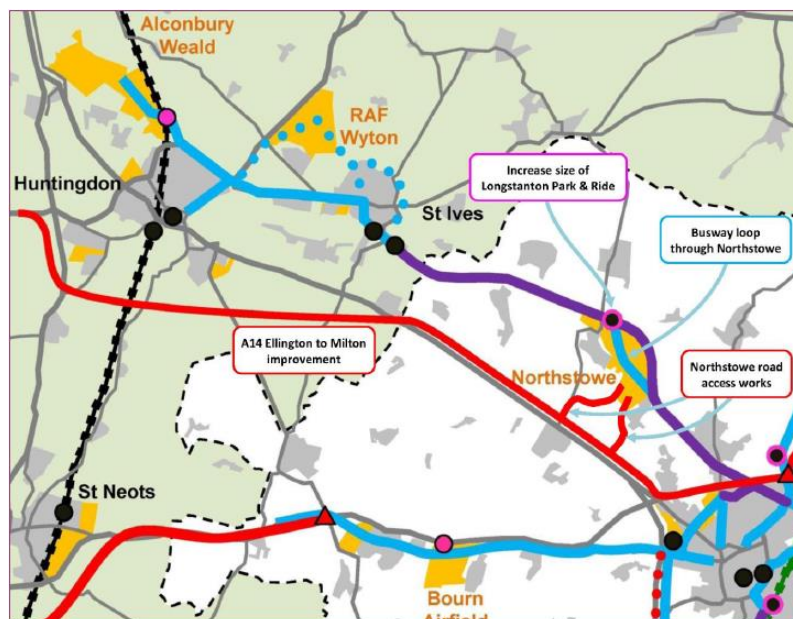 Alconbury
Weald
RAF
Wyton
Huntingdon
St Ives
Increase size of
Longstanton Park & Ride
Busway loop
through Northstowe
A14 Ellington to Milton
improvement
Northstowe
Northstowe road
access works
St Neots
Bourn
Airfield